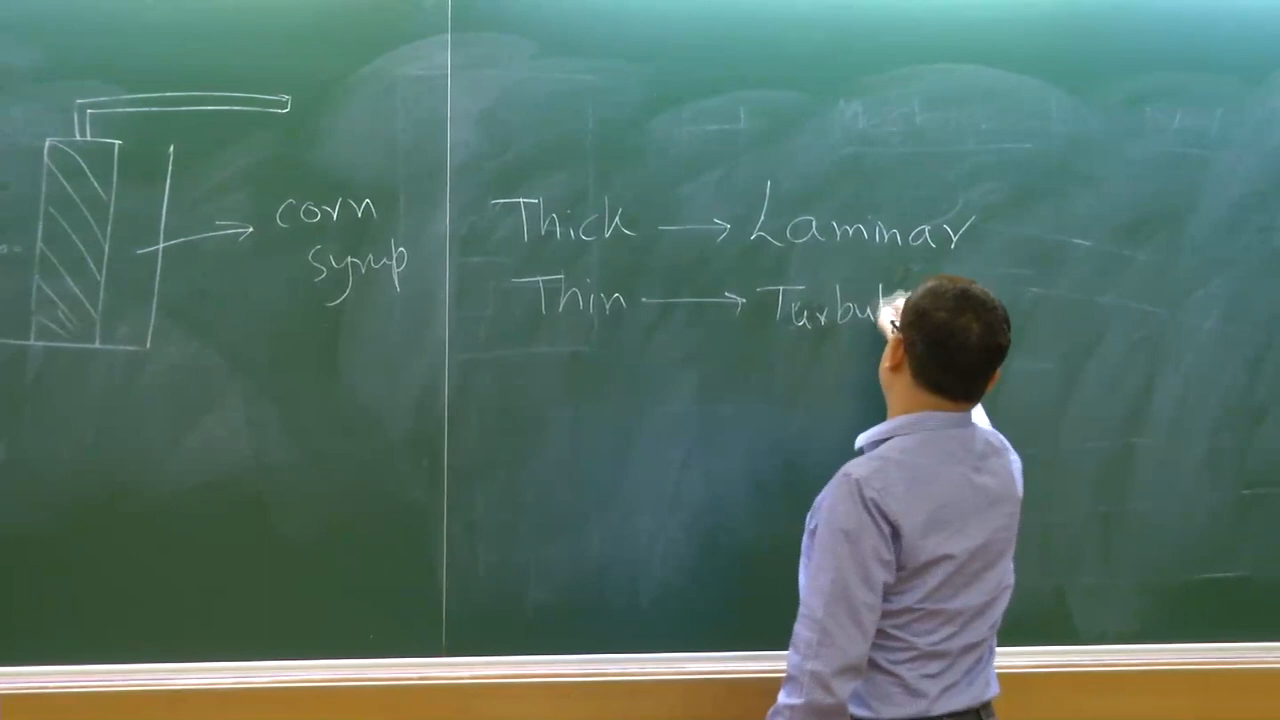 corn
syrup
Thick → Laminar
Thin → Turbul